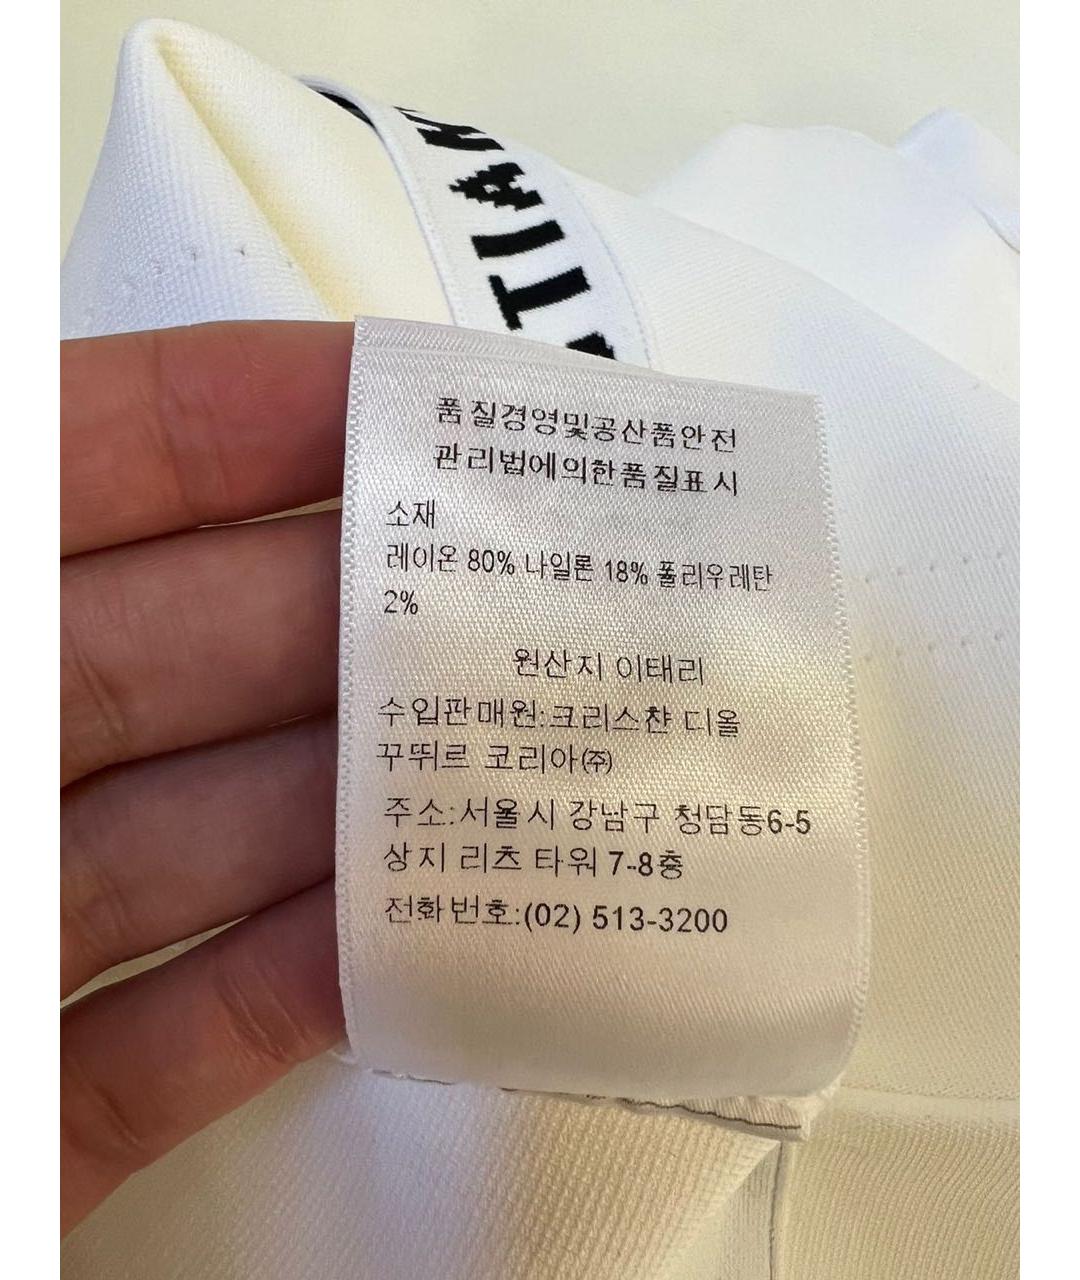 TIAN
품질경영및공산품안전
관리법에의한품질표시
소재
레이온 80% 나일론 18% 폴리우레탄
2%
원산지 이태리
수입판매원:크리스챤 디올
꾸뛰르 코리아㈜
주소:서울시 강남구 청담동6-5
상지 리츠 타워 7-8층
전화번호:(02) 513-3200